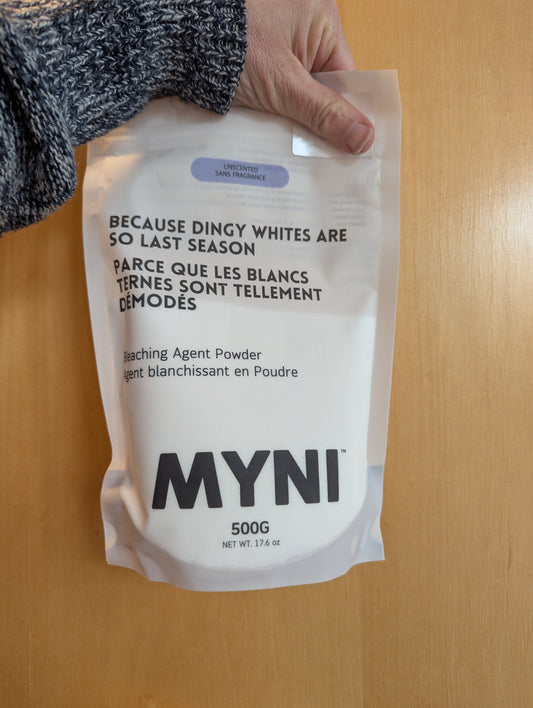 UNSCENTED
SANS FRAGRANCE
BECAUSE DINGY WHITES ARE
SO LAST SEASON
PARCE QUE LES BLANCS
TERNES SONT TELLEMENT
DÉMODÉS
Bleaching Agent Powder
Agent blanchissant en Poudre
MYNI™
500G
NET WT. 17.6 oz